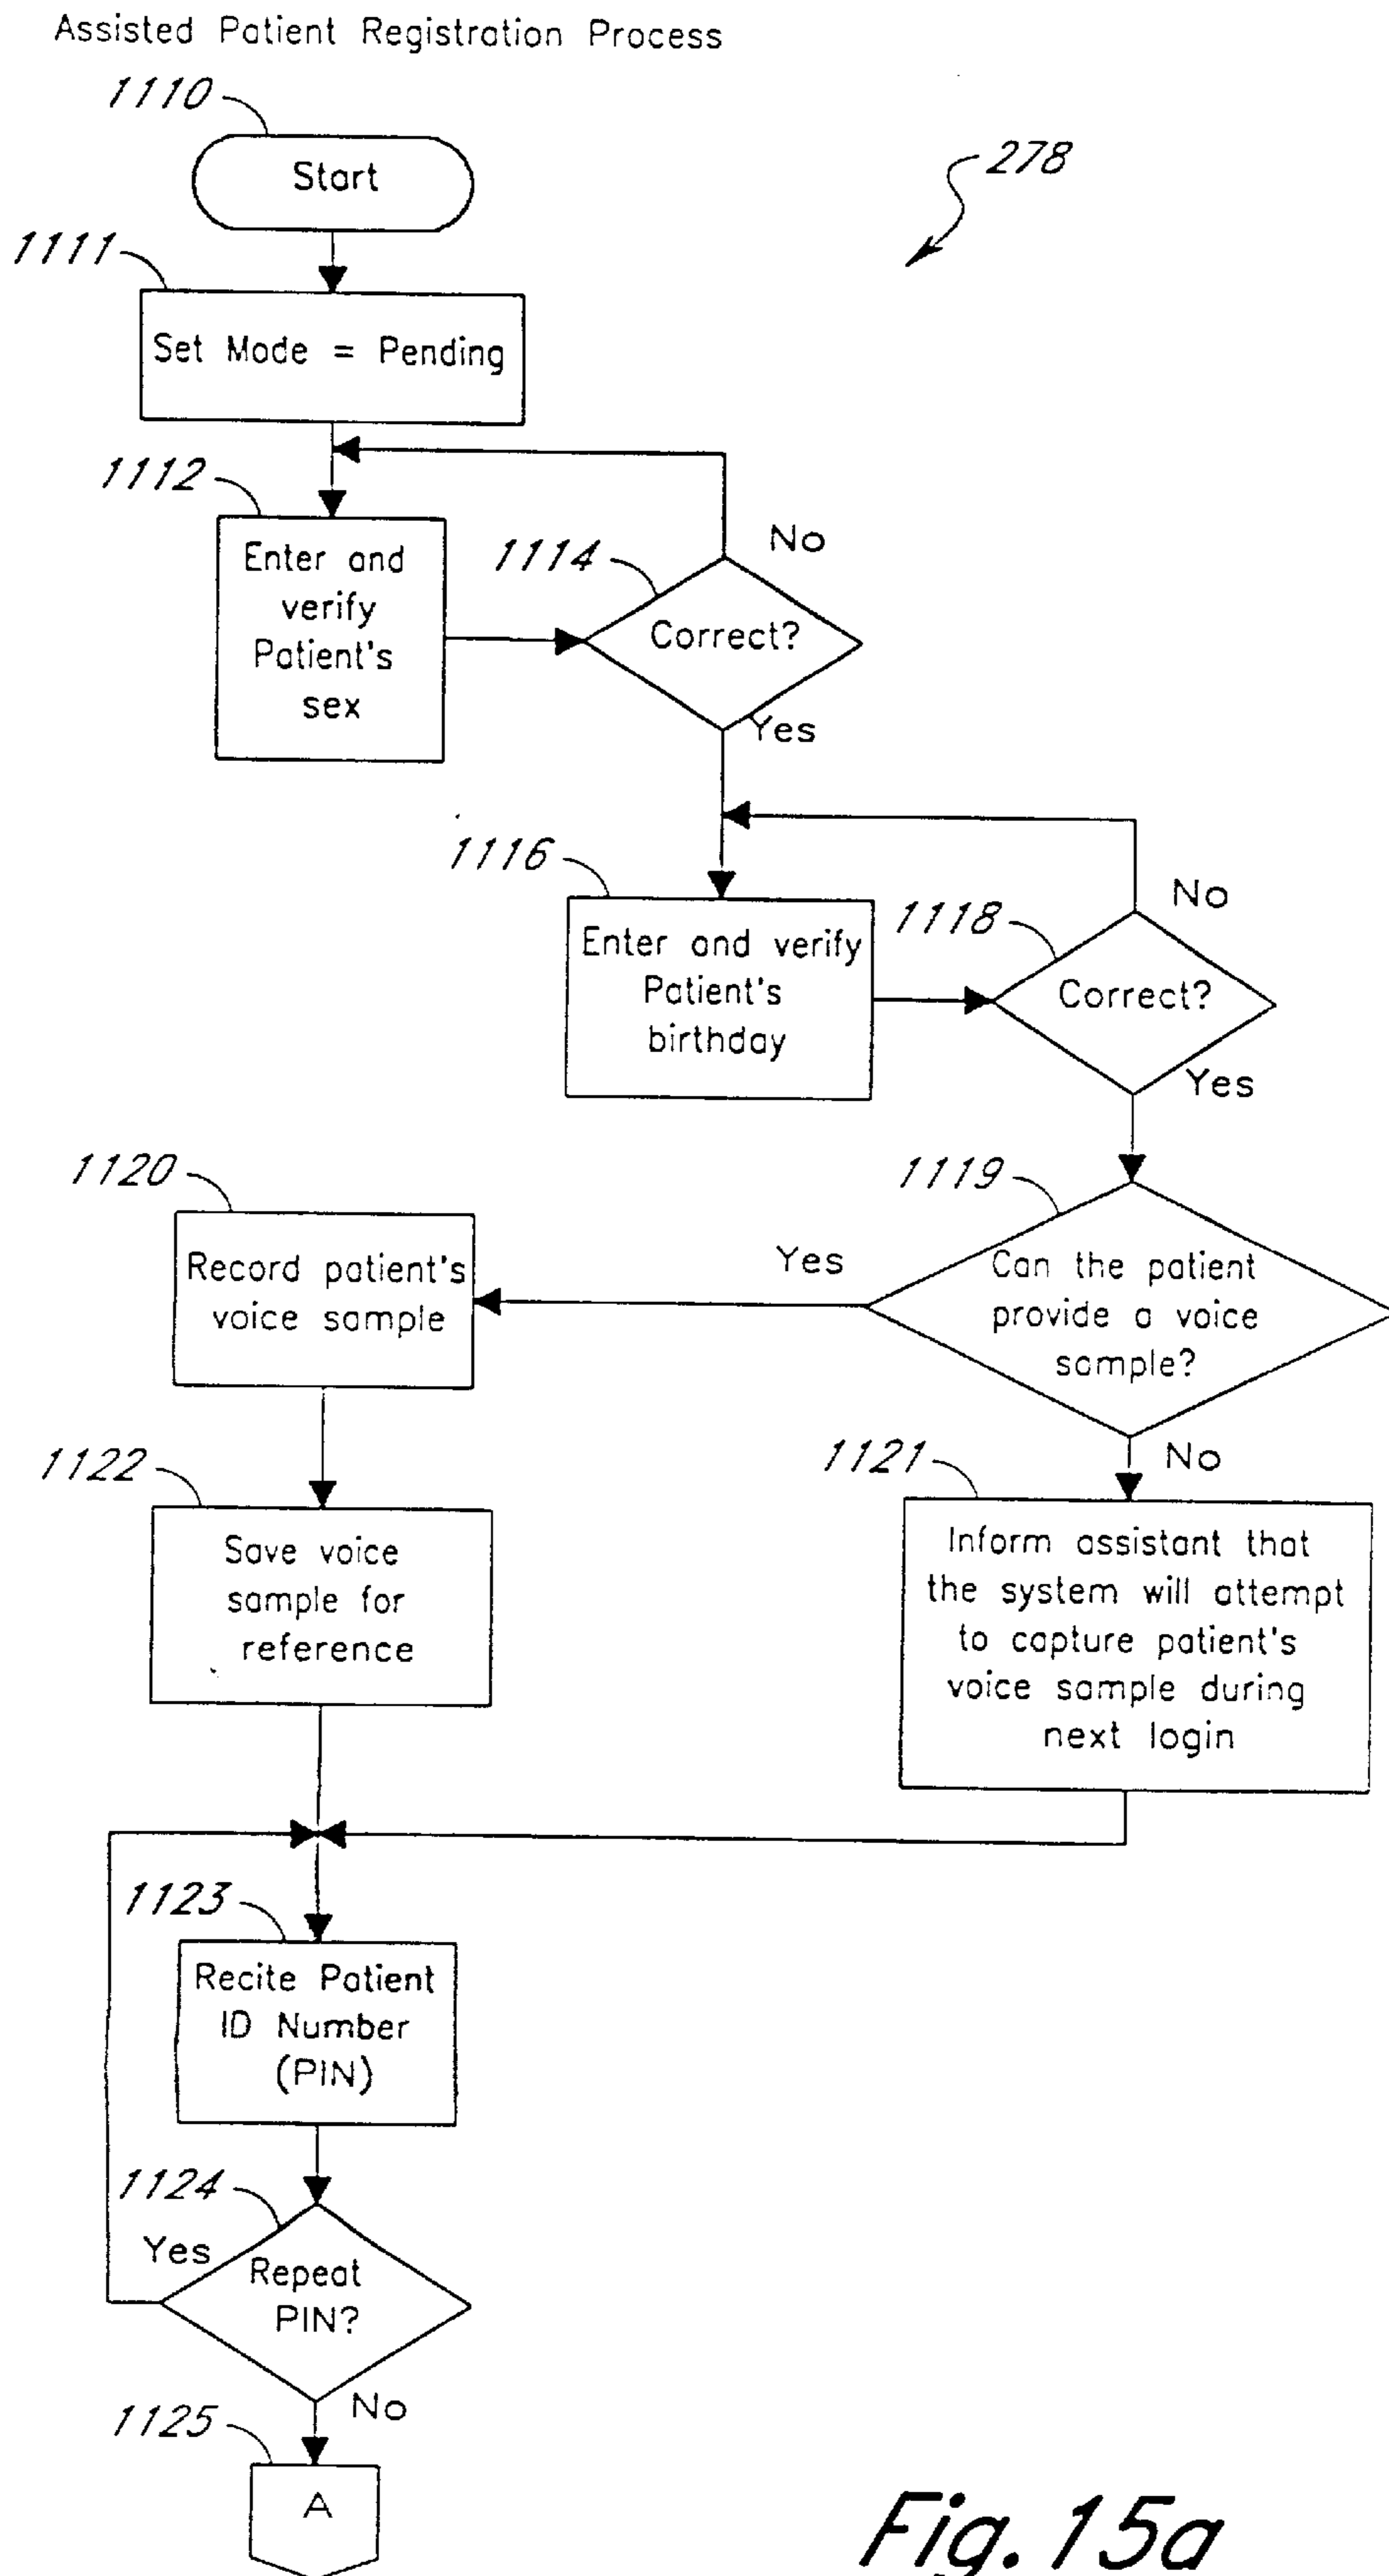 Assisted Patient Registration Process
1110
Start
278
1111
Set Mode = Pending
1112
Enter and
verify
Patient's
sex
1114
No
Correct?
Yes
1116
Enter and verify
Patient's
birthday
1118
No
Correct?
Yes
1119
Can the patient
provide a voice
sample?
Yes
No
1120
Record patient's
voice sample
1122
Save voice
sample for
reference
1121
Inform assistant that
the system will attempt
to capture patient's
voice sample during
next login
1123
Recite Patient
ID Number
(PIN)
1124
Yes
Repeat
PIN?
No
1125
A
Fig. 15a